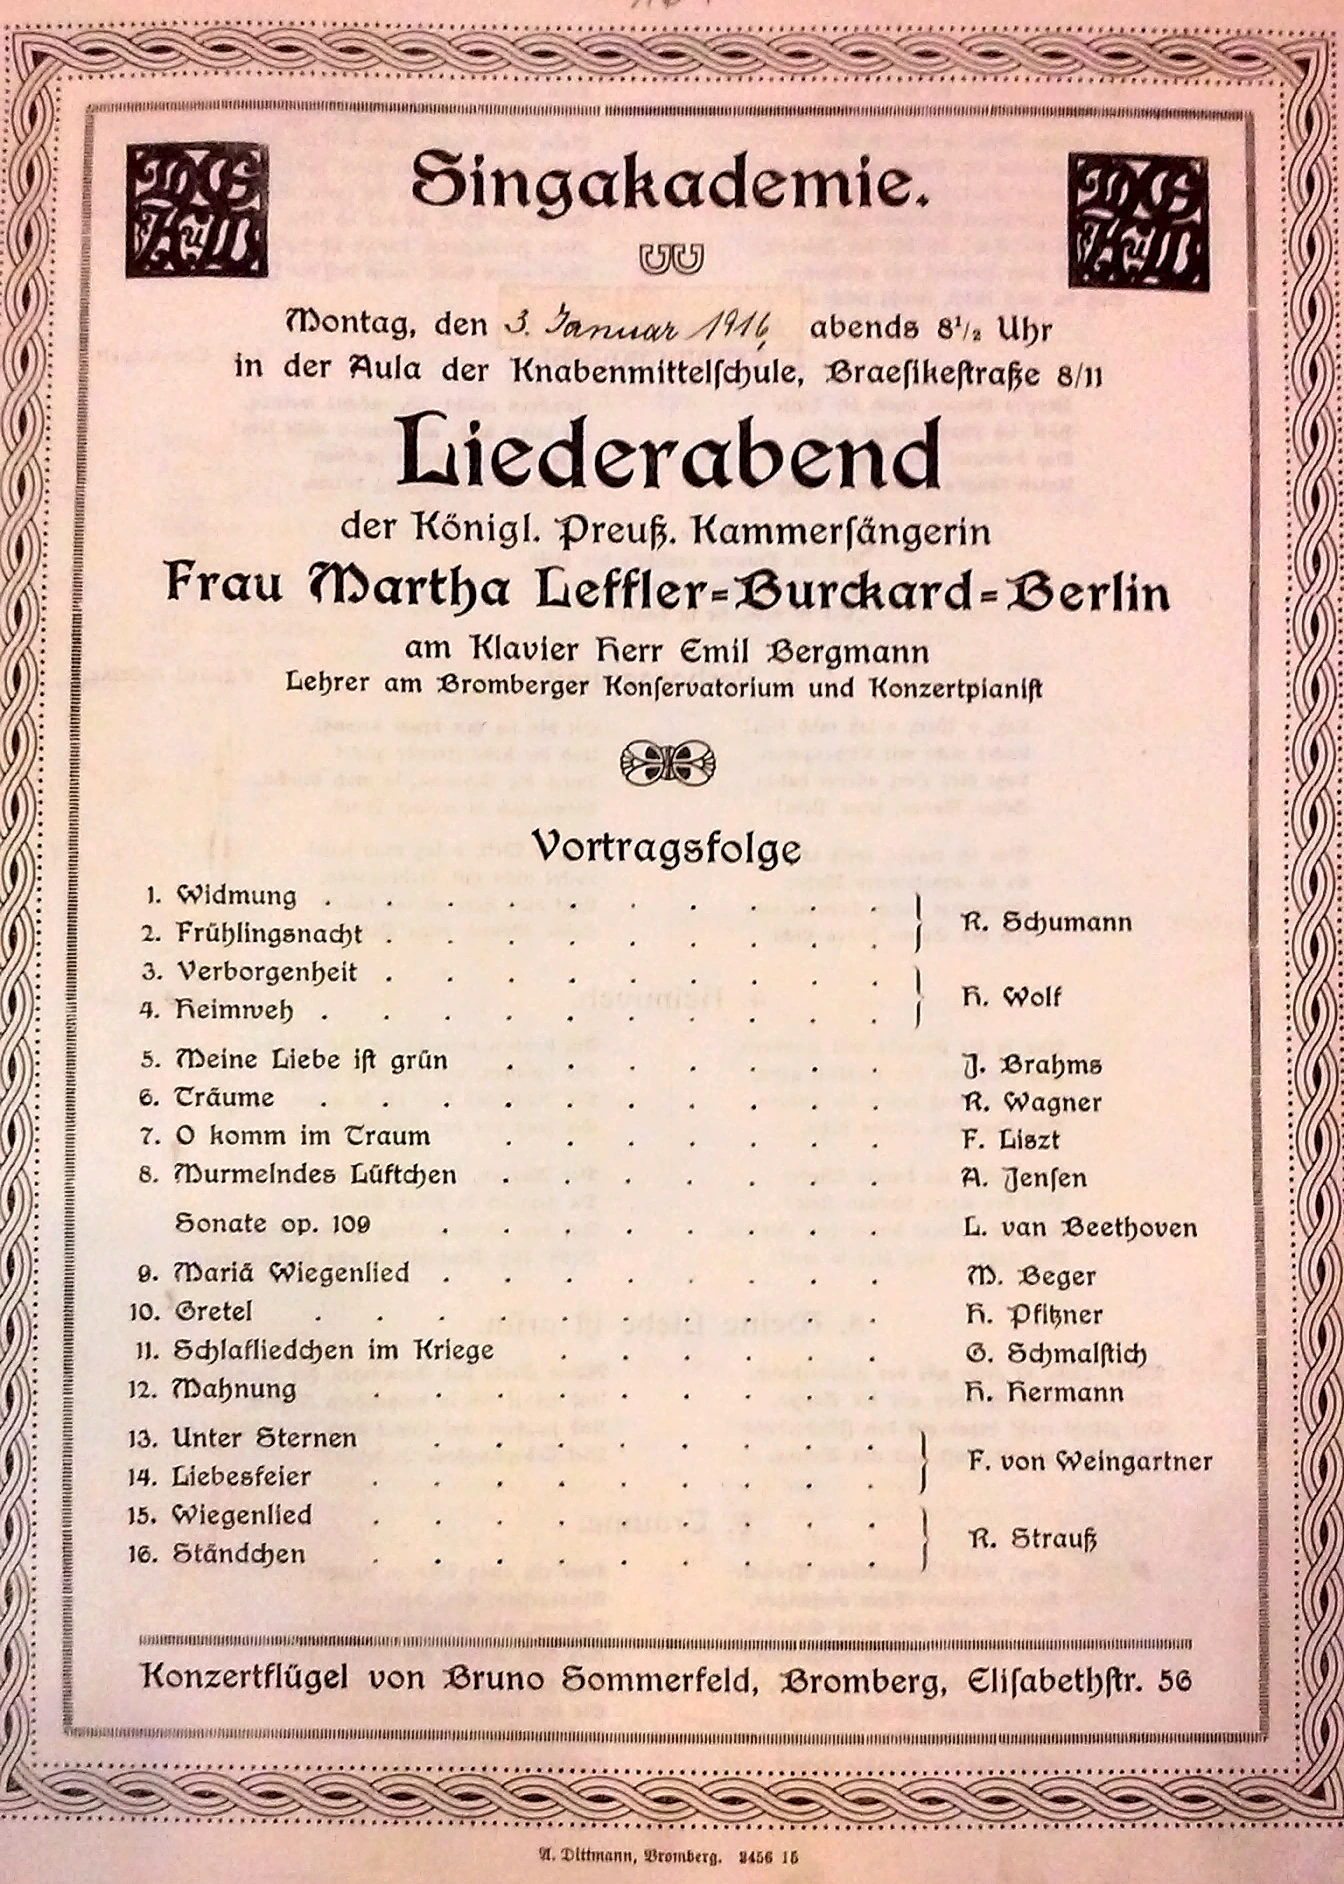 Singakademie.
Montag, den 3. Januar 1916, abends 8½ Uhr
in der Aula der Knabenmittelſchule, Braeſikeſtraße 8/11
Liederabend
der Königl. Preuß. Kammerſängerin
Frau Martha Leffler-Burckard-Berlin
am Klavier Herr Emil Bergmann
Lehrer am Bromberger Konſervatorium und Konzertpianiſt
Vortragsfolge
1. Widmung . . . . . . . . . .
2. Frühlingsnacht . . . . . . . . .
R. Schumann
3. Verborgenheit . . . . . . . . .
4. Heimweh . . . . . . . . . .
H. Wolf
5. Meine Liebe iſt grün . . . . . . . J. Brahms
6. Träume . . . . . . . . . . R. Wagner
7. O komm im Traum . . . . . . . F. Liszt
8. Murmelndes Lüftchen . . . . . . . A. Jenſen
Sonate op. 109 . . . . . . . . L. van Beethoven
9. Mariä Wiegenlied . . . . . . . . M. Beger
10. Gretel . . . . . . . . . . H. Pfitzner
11. Schlafliedchen im Kriege . . . . . . G. Schmalſtich
12. Mahnung . . . . . . . . . H. Hermann
13. Unter Sternen . . . . . . . .
14. Liebesfeier . . . . . . . . .
F. von Weingartner
15. Wiegenlied . . . . . . . . .
16. Ständchen . . . . . . . . .
R. Strauß
Konzertflügel von Bruno Sommerfeld, Bromberg, Eliſabethſtr. 56
A. Dittmann, Bromberg. 3456 15